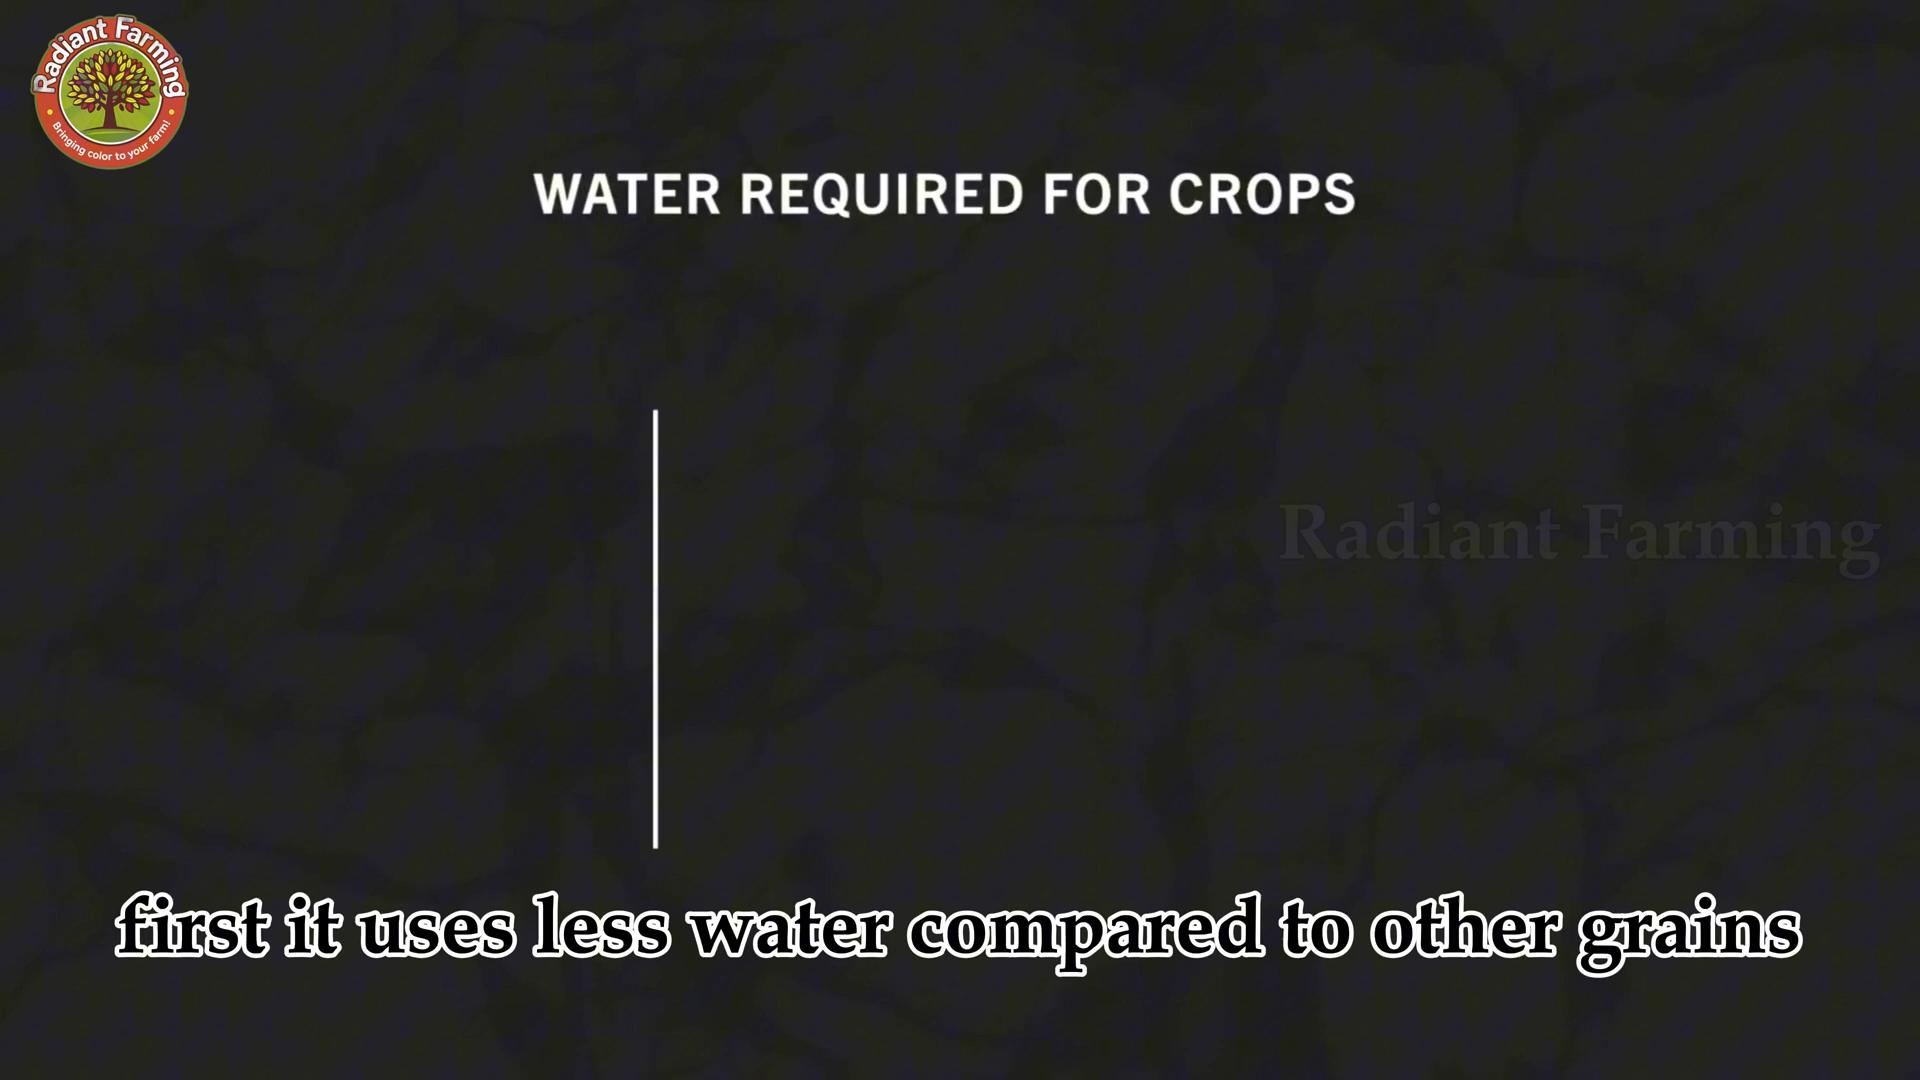 Radiant Farming
Bringing color to your farm!
WATER REQUIRED FOR CROPS
Radiant Farming
first it uses less water compared to other grains